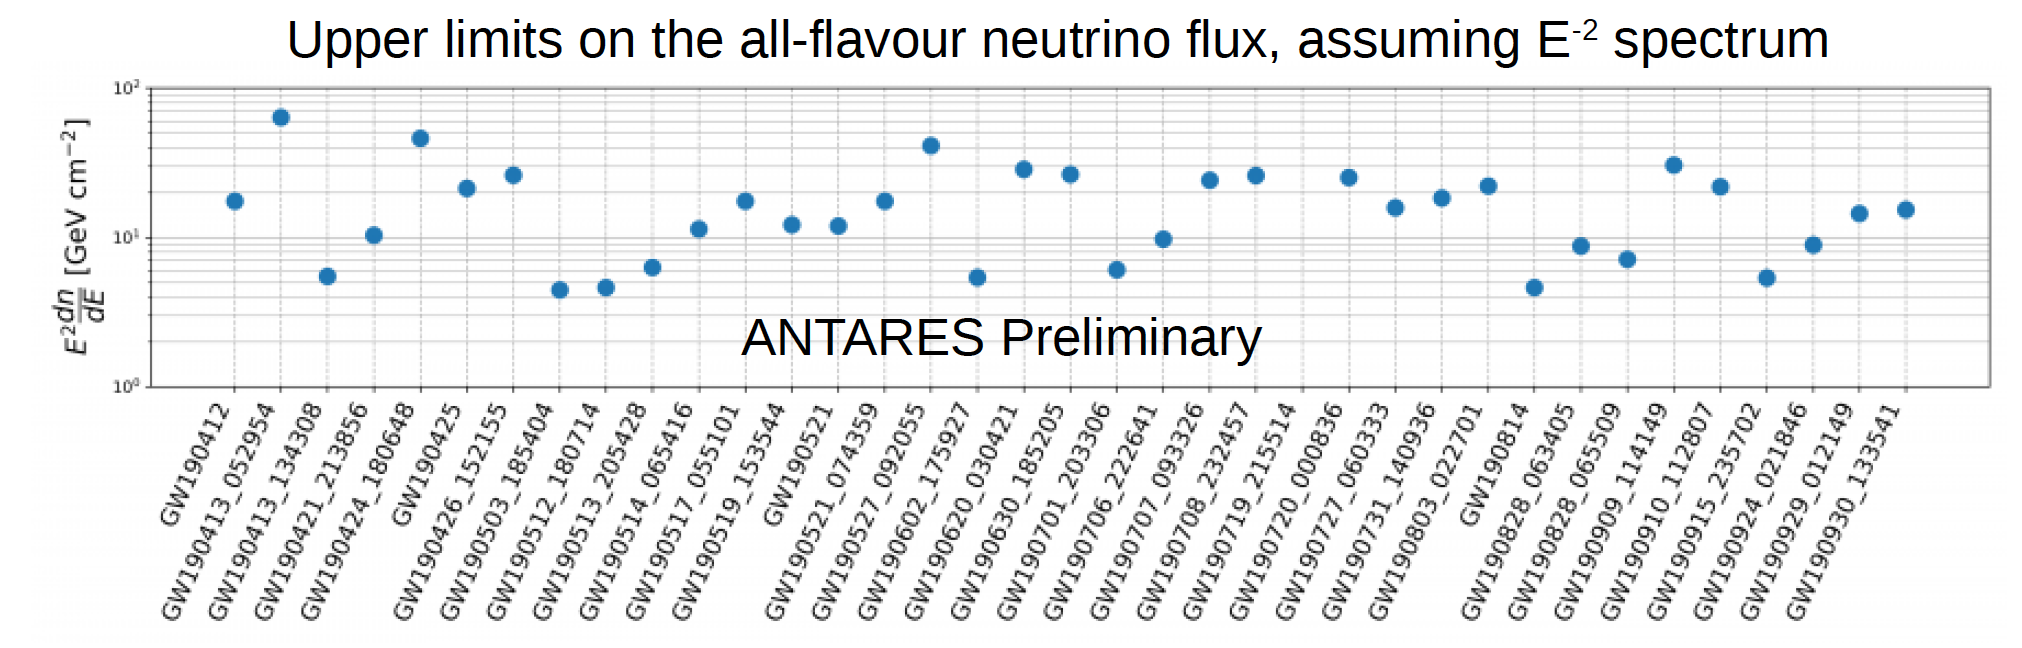 Upper limits on the all-flavour neutrino flux, assuming E⁻² spectrum
10²
10¹
10⁰
E² dn/dE [GeV cm⁻²]
ANTARES Preliminary
GW190412
GW190413_052954
GW190413_134308
GW190421_213856
GW190424_180648
GW190425
GW190426_152155
GW190503_185404
GW190512_180714
GW190513_205428
GW190514_065416
GW190517_055101
GW190519_153544
GW190521
GW190521_074359
GW190527_092055
GW190602_175927
GW190620_030421
GW190630_185205
GW190701_203306
GW190706_222641
GW190707_093326
GW190708_232457
GW190719_215514
GW190720_000836
GW190727_060333
GW190731_140936
GW190803_022701
GW190814
GW190828_063405
GW190828_065509
GW190909_114149
GW190910_112807
GW190915_235702
GW190924_021846
GW190929_012149
GW190930_133541